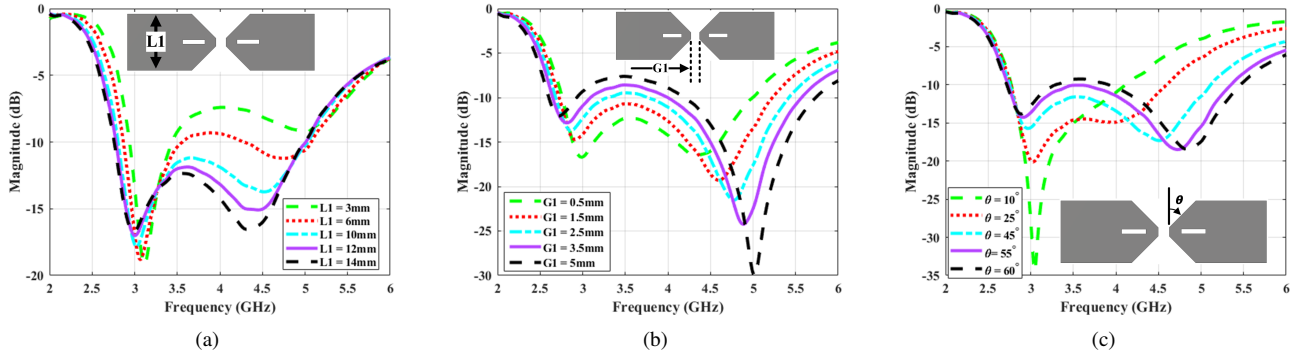 0
-5
-10
-15
-20
Magnitude (dB)
L1
L1 = 3mm
L1 = 6mm
L1 = 10mm
L1 = 12mm
L1 = 14mm
2 2.5 3 3.5 4 4.5 5 5.5 6
Frequency (GHz)
(a)
0
-5
-10
-15
-20
-25
-30
Magnitude (dB)
G1
G1 = 0.5mm
G1 = 1.5mm
G1 = 2.5mm
G1 = 3.5mm
G1 = 5mm
2 2.5 3 3.5 4 4.5 5 5.5 6
Frequency (GHz)
(b)
0
-5
-10
-15
-20
-25
-30
-35
Magnitude (dB)
θ = 10°
θ = 25°
θ = 45°
θ = 55°
θ = 60°
θ
2 2.5 3 3.5 4 4.5 5 5.5 6
Frequency (GHz)
(c)